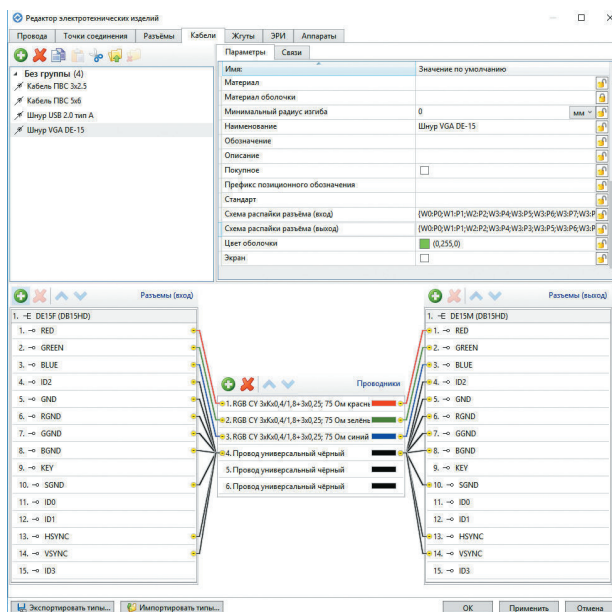 Редактор электротехнических изделий
Провода Точки соединения Разъёмы Кабели Жгуты ЭРИ Аппараты
Без группы (4)
Кабель ПВС 3x2.5
Кабель ПВС 5x6
Шнур USB 2.0 тип A
Шнур VGA DE-15
Параметры Связи
Имя: Значение по умолчанию
Материал
Материал оболочки
Минимальный радиус изгиба 0 мм
Наименование Шнур VGA DE-15
Обозначение
Описание
Покупное
Префикс позиционного обозначения
Стандарт
Схема распайки разъёма (вход) {W0:P0;W1:P1;W2:P2;W3:P4;W3:P5;W3:P6;W3:P7;W3:P
Схема распайки разъёма (выход) {W0:P0;W1:P1;W2:P2;W3:P4;W3:P3;W3:P5;W3:P6;W3:P
Цвет оболочки (0,255,0)
Экран
Разъемы (вход)
1. -E DE15F (DB15HD)
1. RED
2. GREEN
3. BLUE
4. ID2
5. GND
6. RGND
7. GGND
8. BGND
9. KEY
10. SGND
11. ID0
12. ID1
13. HSYNC
14. VSYNC
15. ID3
Проводники
1. RGB CY 3xKx0,4/1,8+3x0,25; 75 Ом краснь
2. RGB CY 3xKx0,4/1,8+3x0,25; 75 Ом зелёнь
3. RGB CY 3xKx0,4/1,8+3x0,25; 75 Ом синий
4. Провод универсальный чёрный
5. Провод универсальный чёрный
6. Провод универсальный чёрный
Разъемы (выход)
1. -E DE15M (DB15HD)
1. RED
2. GREEN
3. BLUE
4. ID2
5. GND
6. RGND
7. GGND
8. BGND
9. KEY
10. SGND
11. ID0
12. ID1
13. HSYNC
14. VSYNC
15. ID3
Экспортировать типы... Импортировать типы... OK Применить Отмена